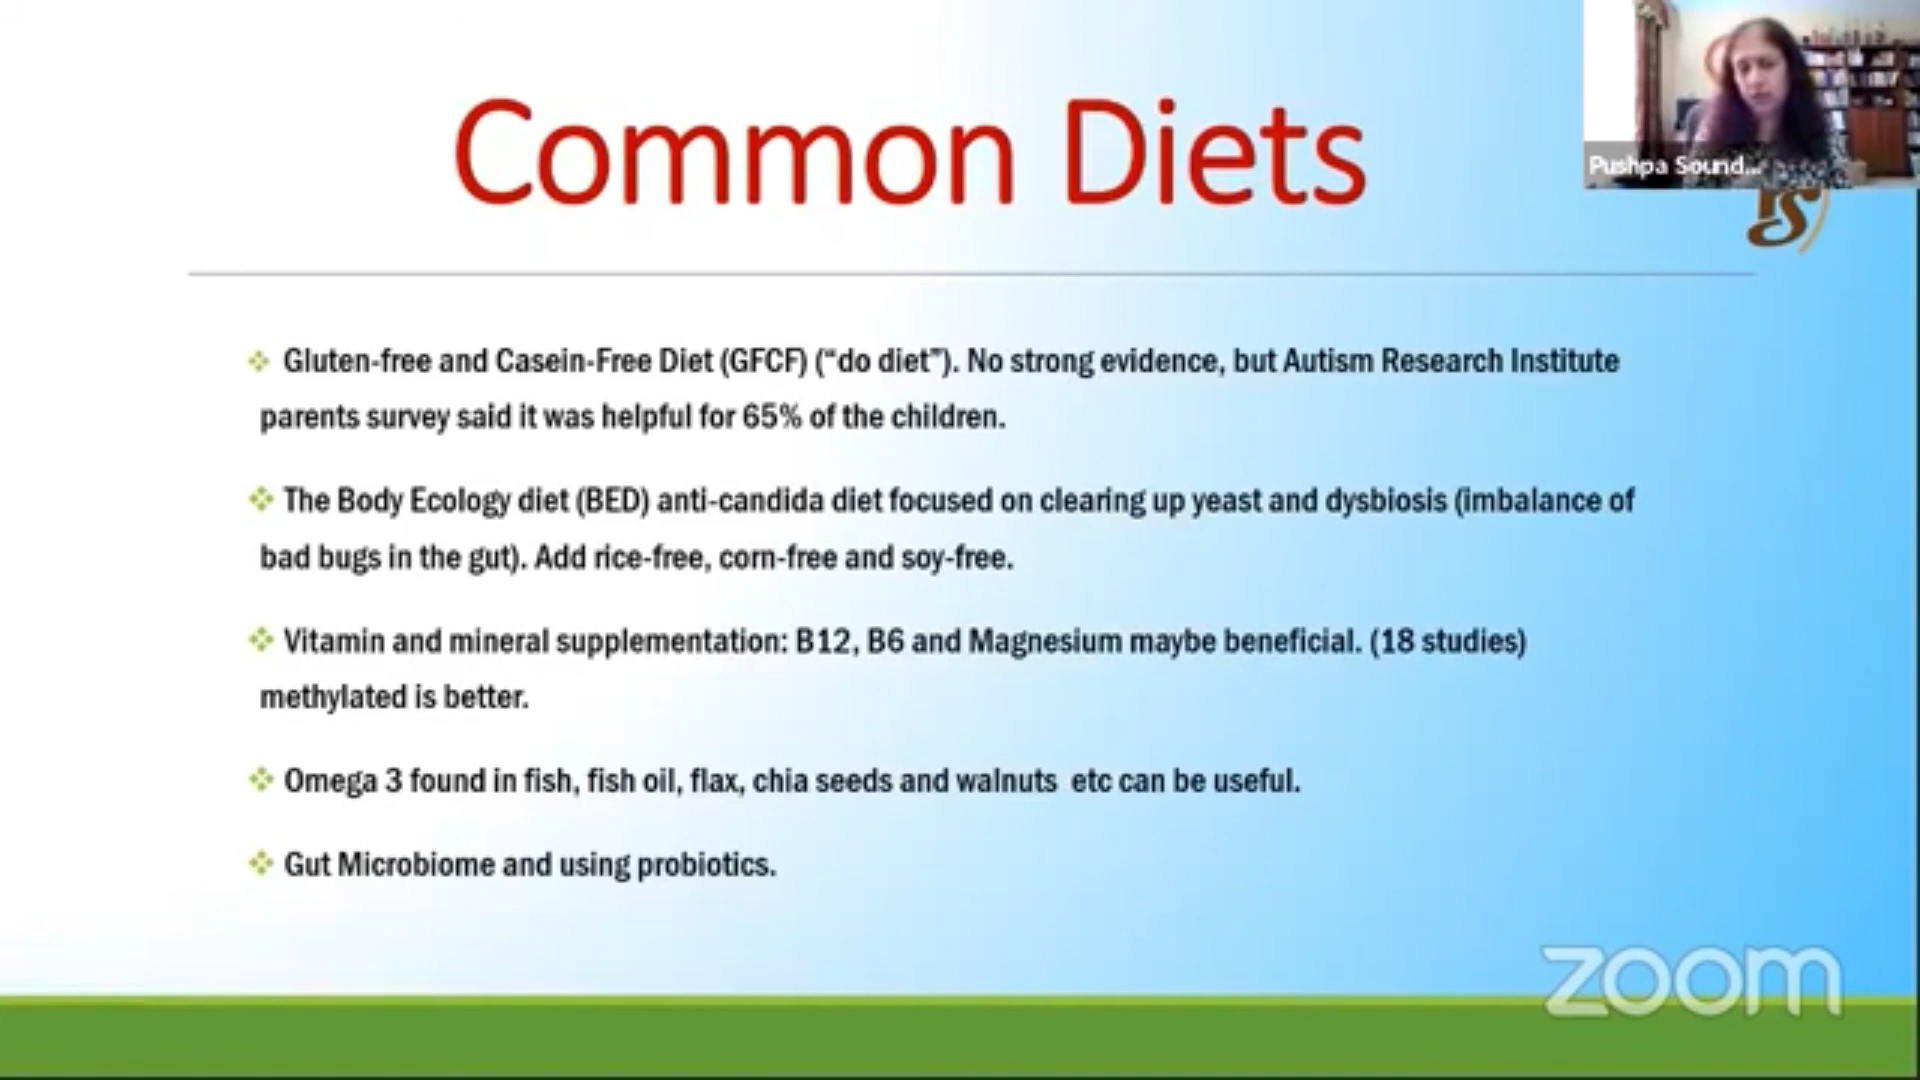 Common Diets
Pushpa Sound...
Gluten-free and Casein-Free Diet (GFCF) (“do diet”). No strong evidence, but Autism Research Institute
parents survey said it was helpful for 65% of the children.
The Body Ecology diet (BED) anti-candida diet focused on clearing up yeast and dysbiosis (imbalance of
bad bugs in the gut). Add rice-free, corn-free and soy-free.
Vitamin and mineral supplementation: B12, B6 and Magnesium maybe beneficial. (18 studies)
methylated is better.
Omega 3 found in fish, fish oil, flax, chia seeds and walnuts etc can be useful.
Gut Microbiome and using probiotics.
zoom